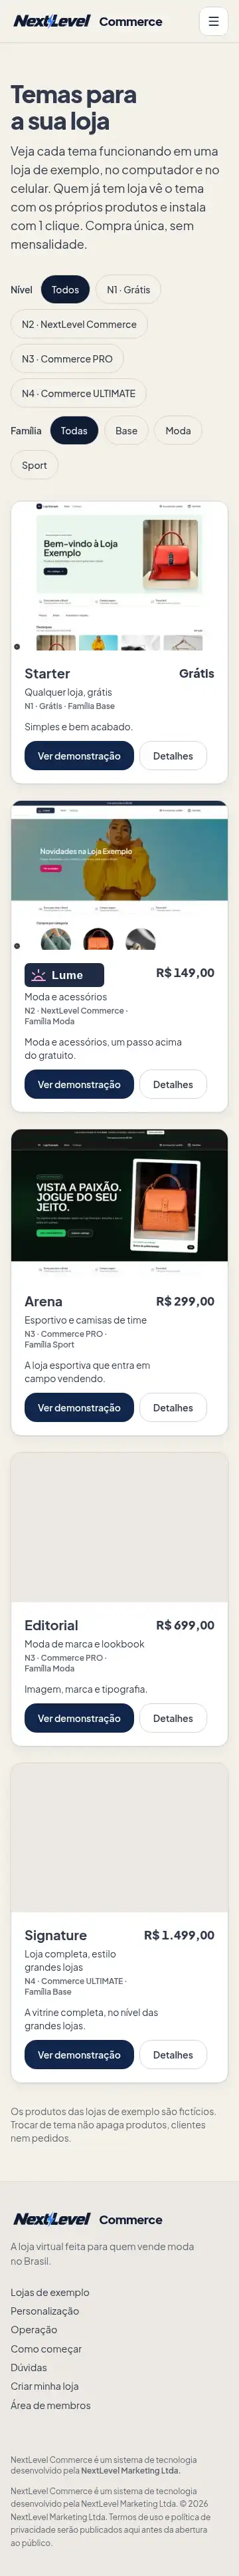 NextLevel Commerce
Temas para
a sua loja
Veja cada tema funcionando em uma
loja de exemplo, no computador e no
celular. Quem já tem loja vê o tema
com os próprios produtos e instala
com 1 clique. Compra única, sem
mensalidade.
Nível Todos N1 · Grátis
N2 · NextLevel Commerce
N3 · Commerce PRO
N4 · Commerce ULTIMATE
Família Todas Base Moda
Sport
Bem-vindo à Loja
Exemplo
Starter Grátis
Qualquer loja, grátis
N1 · Grátis · Família Base
Simples e bem acabado.
Ver demonstração Detalhes
Novidades na Loja Exemplo
Lume R$ 149,00
Moda e acessórios
N2 · NextLevel Commerce ·
Família Moda
Moda e acessórios, um passo acima
do gratuito.
Ver demonstração Detalhes
VISTA A PAIXÃO.
JOGUE DO SEU
JEITO.
Arena R$ 299,00
Esportivo e camisas de time
N3 · Commerce PRO ·
Família Sport
A loja esportiva que entra em
campo vendendo.
Ver demonstração Detalhes
Editorial R$ 699,00
Moda de marca e lookbook
N3 · Commerce PRO ·
Família Moda
Imagem, marca e tipografia.
Ver demonstração Detalhes
Signature R$ 1.499,00
Loja completa, estilo
grandes lojas
N4 · Commerce ULTIMATE ·
Família Base
A vitrine completa, no nível das
grandes lojas.
Ver demonstração Detalhes
Os produtos das lojas de exemplo são fictícios.
Trocar de tema não apaga produtos, clientes
nem pedidos.
NextLevel Commerce
A loja virtual feita para quem vende moda
no Brasil.
Lojas de exemplo
Personalização
Operação
Como começar
Dúvidas
Criar minha loja
Área de membros
NextLevel Commerce é um sistema de tecnologia
desenvolvido pela NextLevel Marketing Ltda.
NextLevel Commerce é um sistema de tecnologia
desenvolvido pela NextLevel Marketing Ltda. © 2026
NextLevel Marketing Ltda. Termos de uso e política de
privacidade serão publicados aqui antes da abertura
ao público.